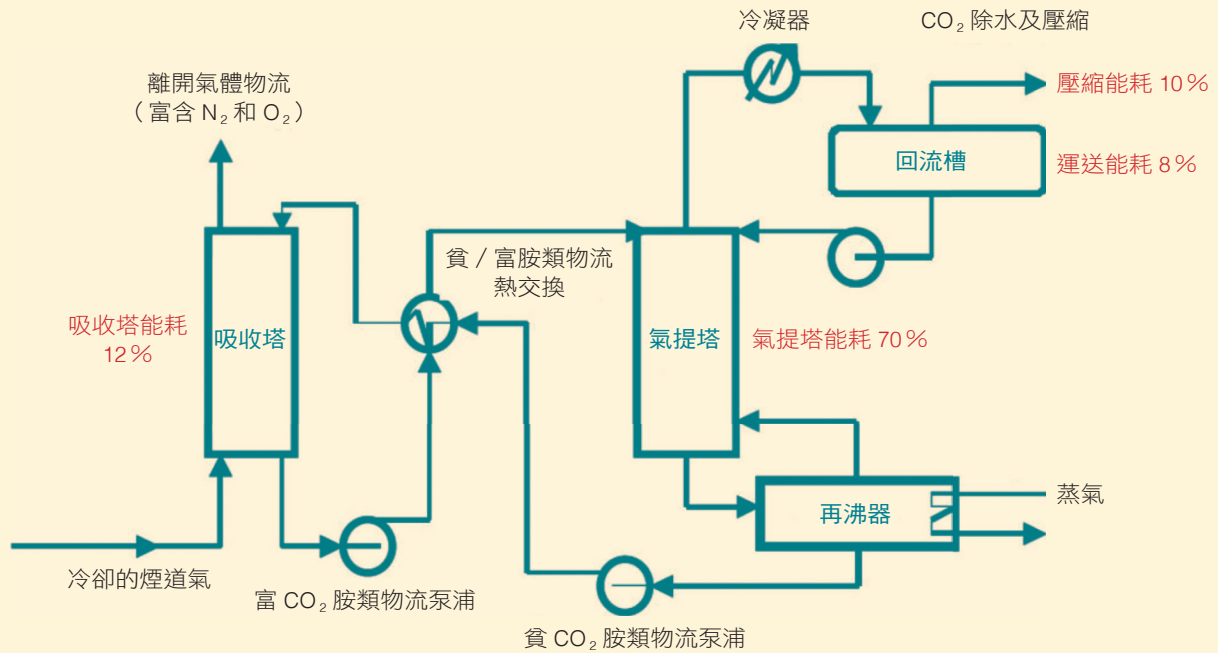 冷凝器
CO₂ 除水及壓縮
離開氣體物流
(富含 N₂ 和 O₂)
壓縮能耗 10%
回流槽
運送能耗 8%
貧/富胺類物流
熱交換
吸收塔能耗
12%
吸收塔
氣提塔
氣提塔能耗 70%
再沸器
蒸氣
冷卻的煙道氣
富 CO₂ 胺類物流泵浦
貧 CO₂ 胺類物流泵浦